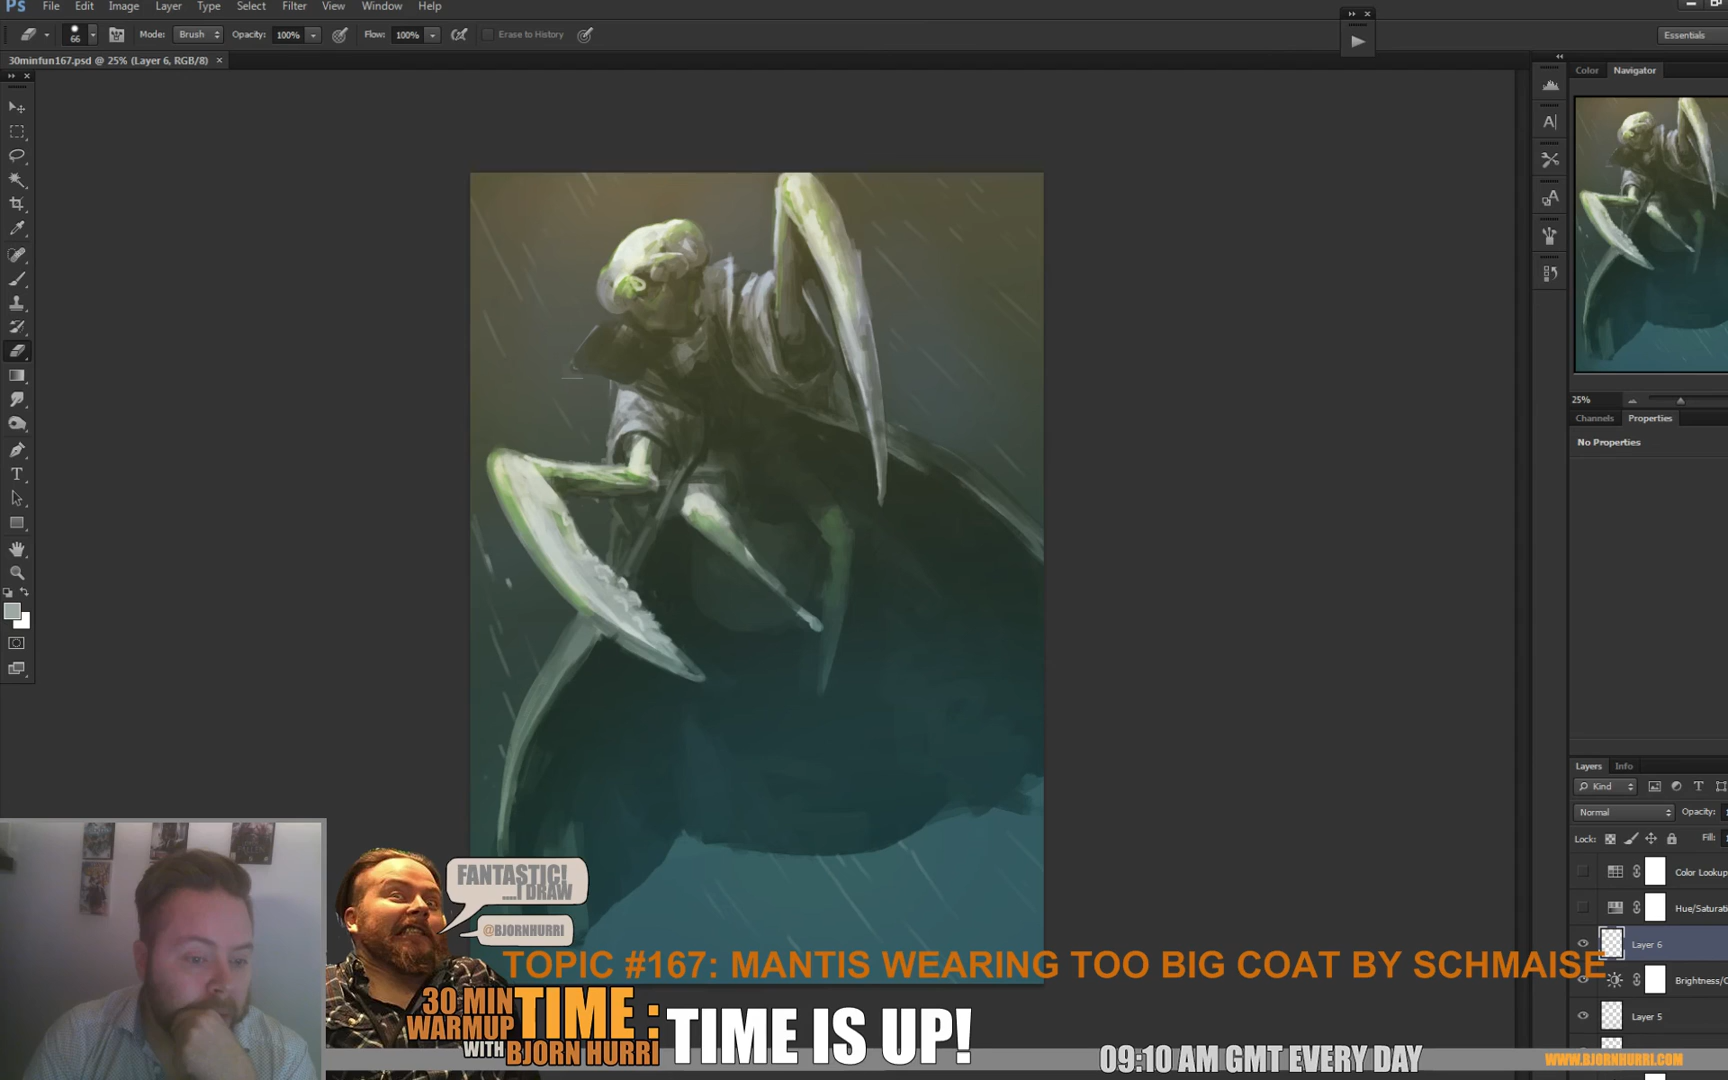 Ps File Edit Image Layer Type Select Filter View Window Help
66 Mode: Brush Opacity: 100% Flow: 100% Erase to History Essentials
30minfun167.psd @ 25% (Layer 6, RGB/8) ×
Color Navigator
25%
Channels Properties
No Properties
Layers Info
Kind
Normal Opacity:
Lock: Fill:
Color Lookup
Hue/Saturati
Layer 6
Brightness/C
Layer 5
FANTASTIC!
....I DRAW
@BJORNHURRI
TOPIC #167: MANTIS WEARING TOO BIG COAT BY SCHMAISE
30 MIN
WARMUP
WITH BJORN HURRI
TIME : TIME IS UP!
09:10 AM GMT EVERY DAY
WWW.BJORNHURRI.COM